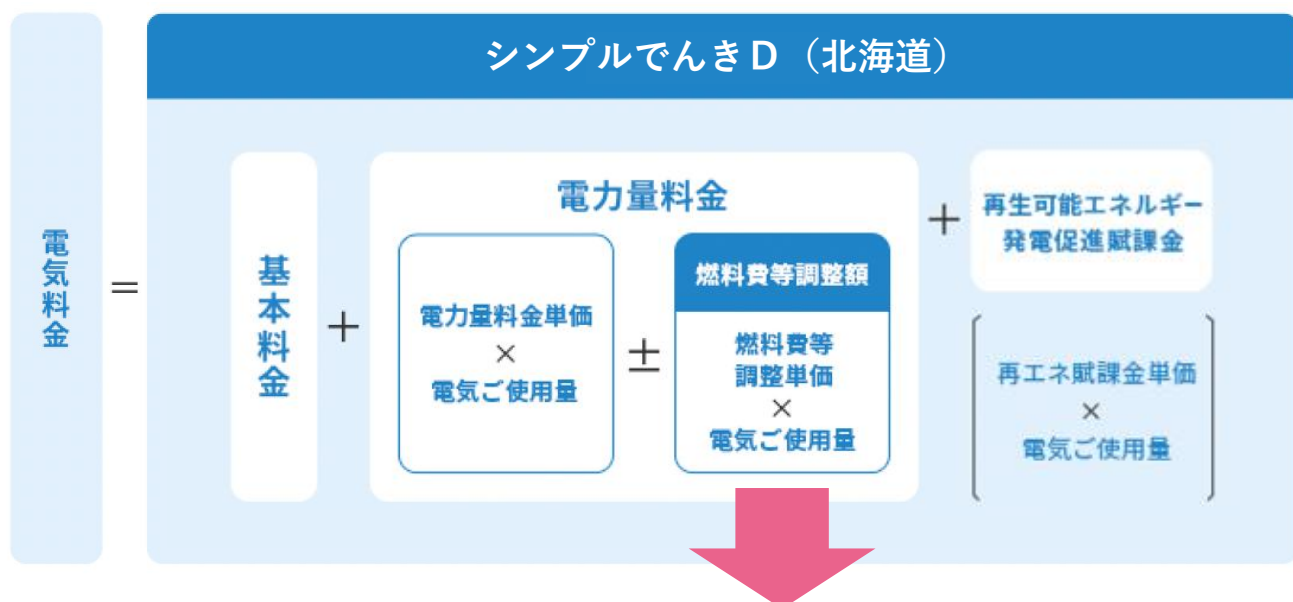 シンプルでんきD（北海道）
電気料金
＝
基本料金
＋
電力量料金
電力量料金単価
×
電気ご使用量
±
燃料費等調整額
燃料費等
調整単価
×
電気ご使用量
＋
再生可能エネルギー
発電促進賦課金
再エネ賦課金単価
×
電気ご使用量